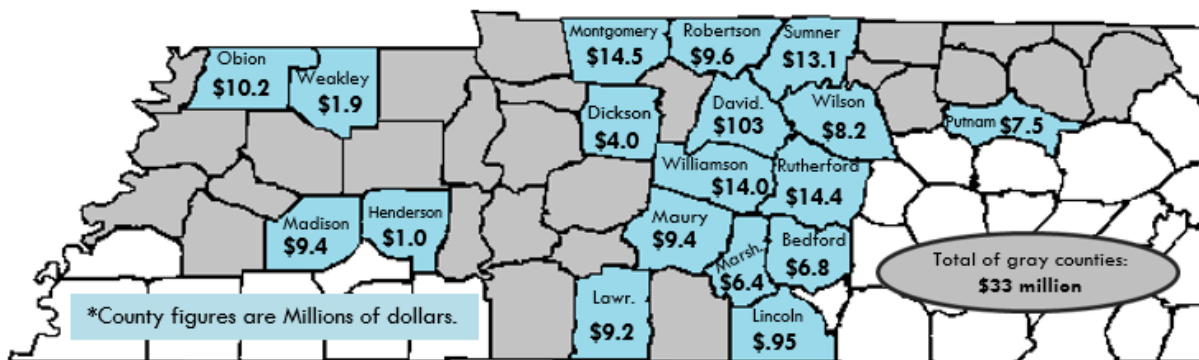 Montgomery
$14.5
Robertson
$9.6
Sumner
$13.1
Obion
$10.2
Weakley
$1.9
Dickson
$4.0
David.
$103
Wilson
$8.2
Putnam $7.5
Williamson
$14.0
Rutherford
$14.4
Madison
$9.4
Henderson
$1.0
Maury
$9.4
Marsh.
$6.4
Bedford
$6.8
Total of gray counties:
$33 million
Lawr.
$9.2
Lincoln
$.95
*County figures are Millions of dollars.